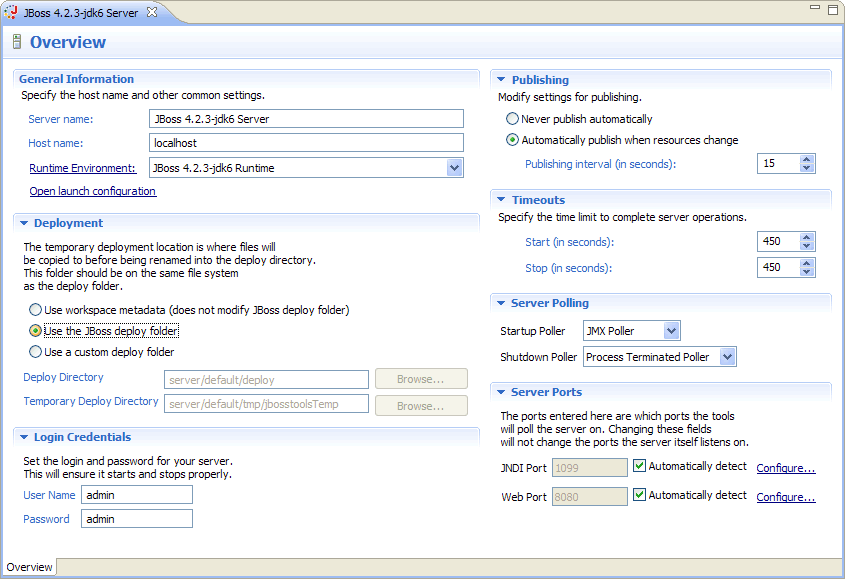 JBoss 4.2.3-jdk6 Server
Overview
General Information
Specify the host name and other common settings.
Server name: JBoss 4.2.3-jdk6 Server
Host name: localhost
Runtime Environment: JBoss 4.2.3-jdk6 Runtime
Open launch configuration
Deployment
The temporary deployment location is where files will
be copied to before being renamed into the deploy directory.
This folder should be on the same file system
as the deploy folder.
Use workspace metadata (does not modify JBoss deploy folder)
Use the JBoss deploy folder
Use a custom deploy folder
Deploy Directory server/default/deploy Browse...
Temporary Deploy Directory server/default/tmp/jbosstoolsTemp Browse...
Login Credentials
Set the login and password for your server.
This will ensure it starts and stops properly.
User Name admin
Password admin
Publishing
Modify settings for publishing.
Never publish automatically
Automatically publish when resources change
Publishing interval (in seconds): 15
Timeouts
Specify the time limit to complete server operations.
Start (in seconds): 450
Stop (in seconds): 450
Server Polling
Startup Poller JMX Poller
Shutdown Poller Process Terminated Poller
Server Ports
The ports entered here are which ports the tools
will poll the server on. Changing these fields
will not change the ports the server itself listens on.
JNDI Port 1099 Automatically detect Configure...
Web Port 8080 Automatically detect Configure...
Overview